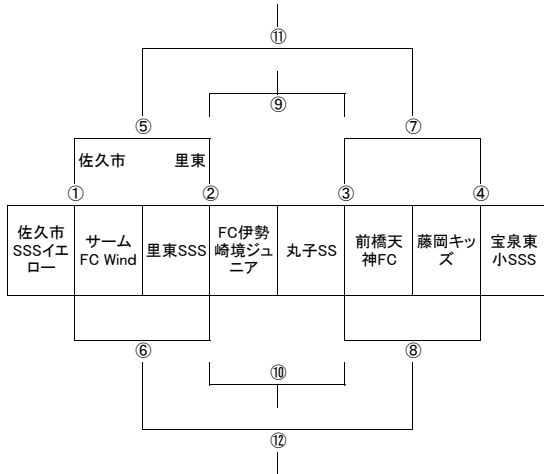 ⑪
⑨
⑤
⑦
佐久市 里東
①
②
③
④
佐久市
SSSイエ
ロー
サーム
FC Wind
里東SSS
FC伊勢
崎境ジュ
ニア
丸子SS
前橋天
神FC
藤岡キッ
ズ
宝泉東
小SSS
⑥
⑧
⑩
⑫